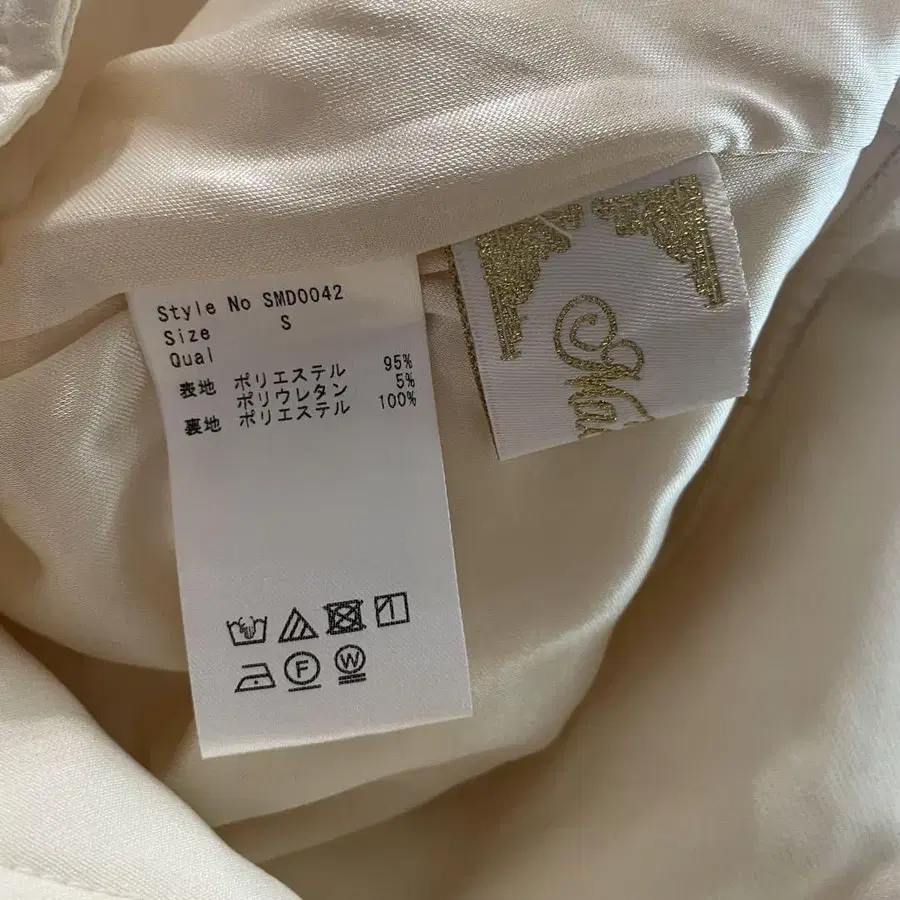 Style No SMD0042
Size S
Qual
表地 ポリエステル 95%
ポリウレタン 5%
裏地 ポリエステル 100%
F
W